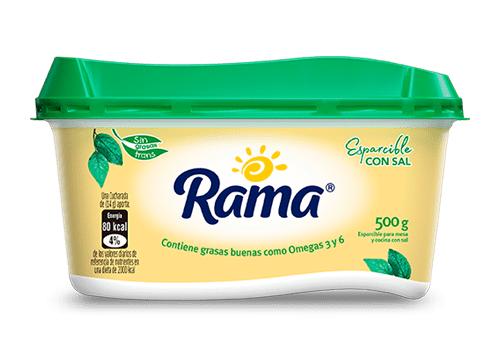 Sin
grasas
trans
Esparcible
CON SAL
Rama®
Una cucharada
de (14 g) aporta:
Energía
80 kcal
4%
de los valores diarios de
referencia de nutrientes en
una dieta de 2000 kcal
500 g
Esparcible para mesa
y cocina con sal
Contiene grasas buenas como Omegas 3 y 6